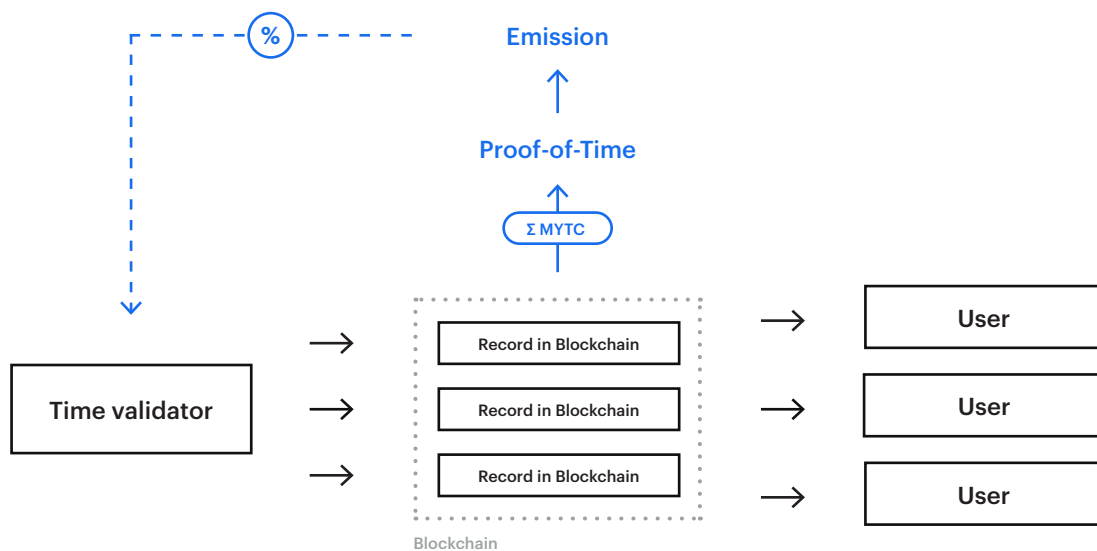 %
Emission
Proof-of-Time
Σ MYTC
User
Record in Blockchain
Time validator
Record in Blockchain
User
Record in Blockchain
User
Blockchain